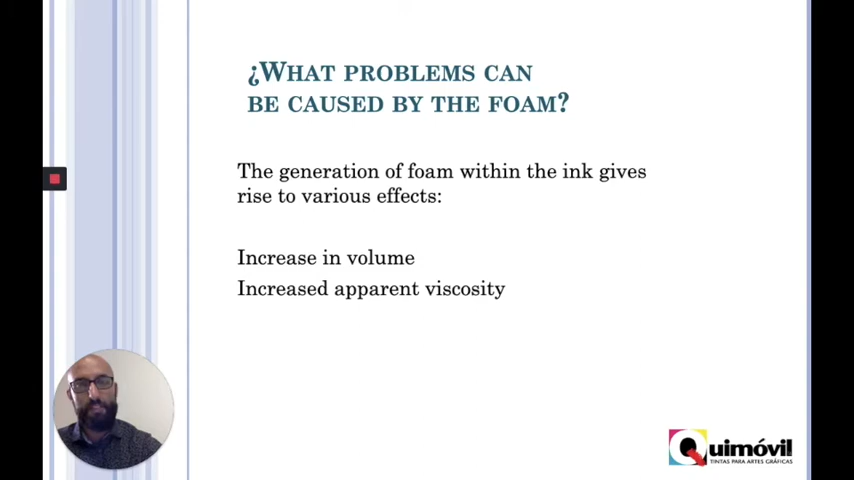 ¿WHAT PROBLEMS CAN
BE CAUSED BY THE FOAM?
The generation of foam within the ink gives
rise to various effects:
Increase in volume
Increased apparent viscosity
Quimóvil
TINTAS PARA ARTES GRÁFICAS